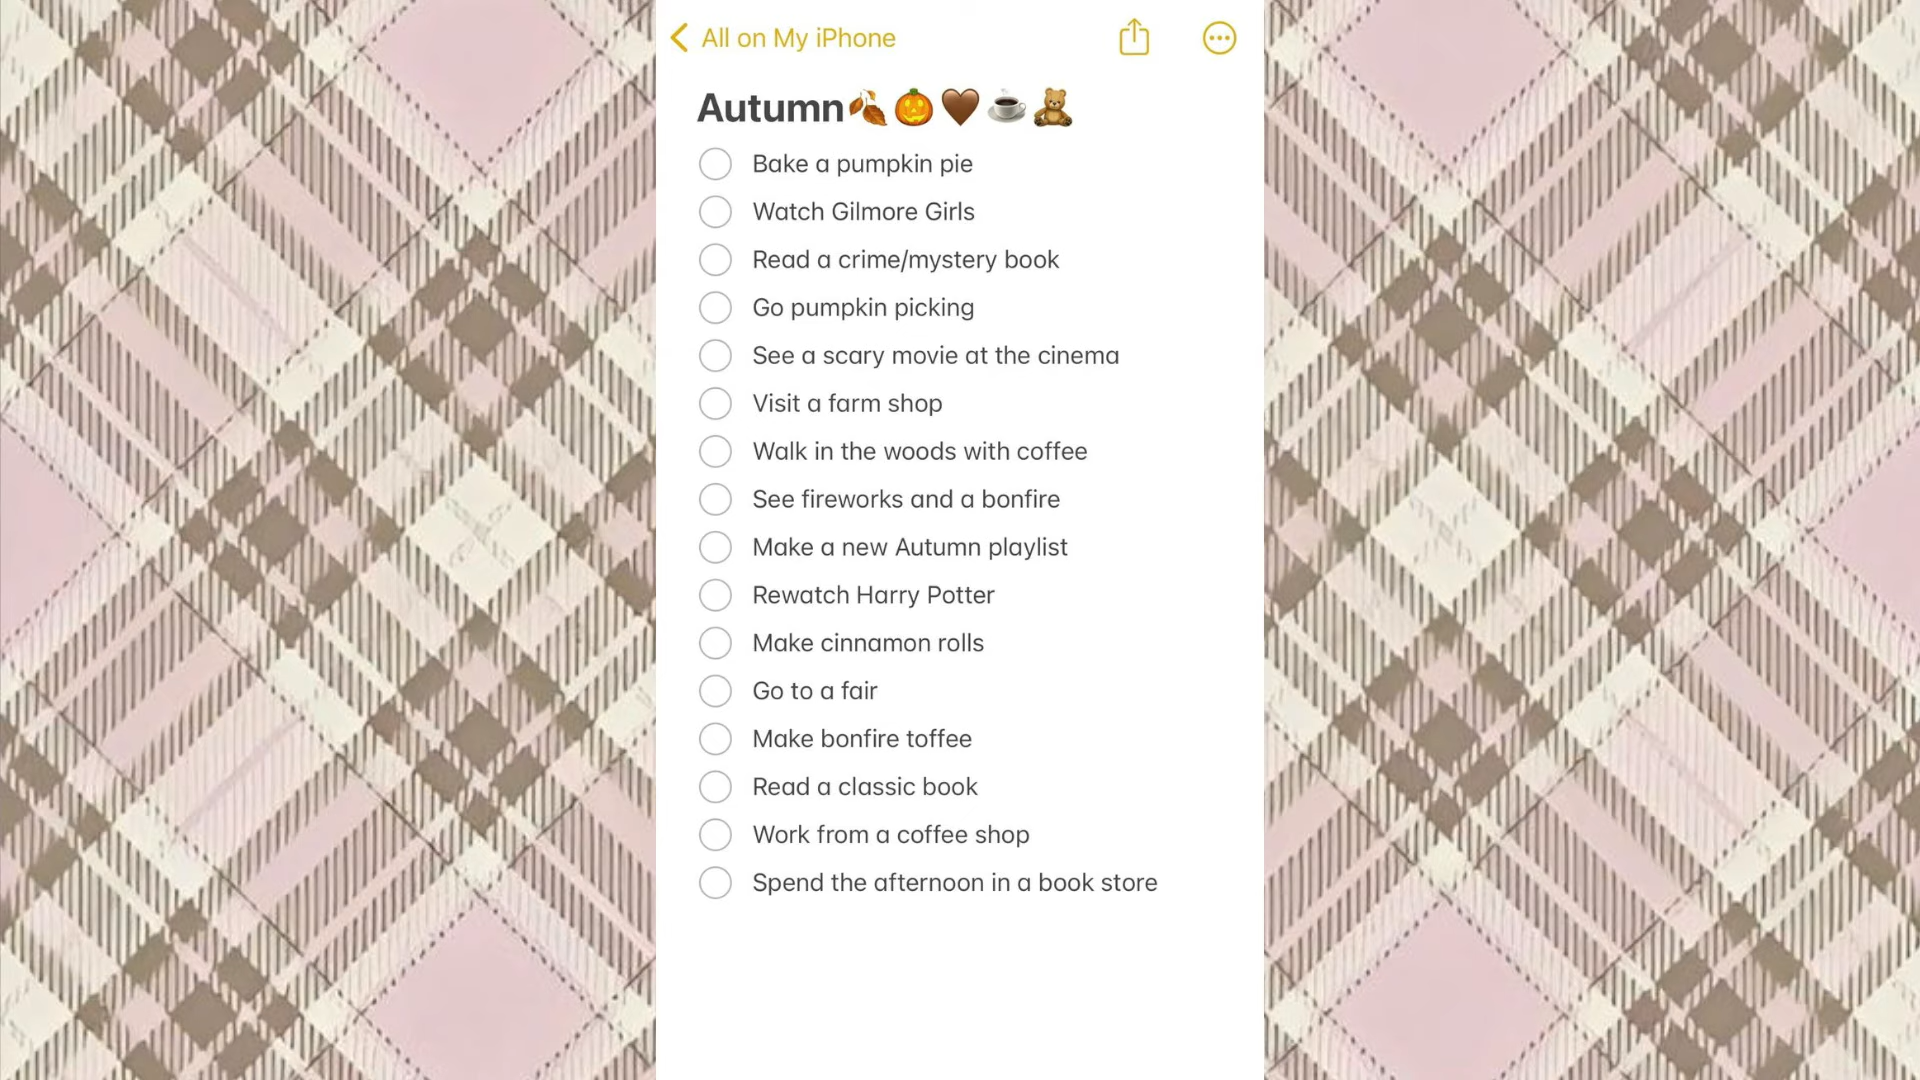 All on My iPhone
Autumn🍂🎃🤎☕🧸
Bake a pumpkin pie
Watch Gilmore Girls
Read a crime/mystery book
Go pumpkin picking
See a scary movie at the cinema
Visit a farm shop
Walk in the woods with coffee
See fireworks and a bonfire
Make a new Autumn playlist
Rewatch Harry Potter
Make cinnamon rolls
Go to a fair
Make bonfire toffee
Read a classic book
Work from a coffee shop
Spend the afternoon in a book store